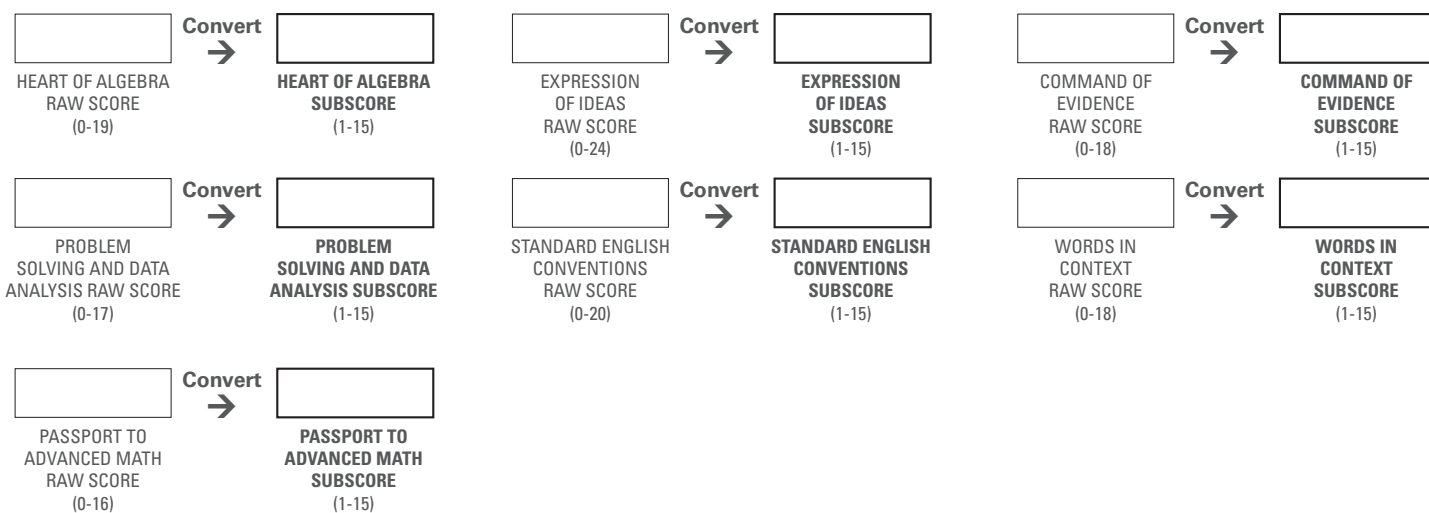 Convert
→
HEART OF ALGEBRA
RAW SCORE
(0-19)
HEART OF ALGEBRA
SUBSCORE
(1-15)
Convert
→
EXPRESSION
OF IDEAS
RAW SCORE
(0-24)
EXPRESSION
OF IDEAS
SUBSCORE
(1-15)
Convert
→
COMMAND OF
EVIDENCE
RAW SCORE
(0-18)
COMMAND OF
EVIDENCE
SUBSCORE
(1-15)
Convert
→
PROBLEM
SOLVING AND DATA
ANALYSIS RAW SCORE
(0-17)
PROBLEM
SOLVING AND DATA
ANALYSIS SUBSCORE
(1-15)
Convert
→
STANDARD ENGLISH
CONVENTIONS
RAW SCORE
(0-20)
STANDARD ENGLISH
CONVENTIONS
SUBSCORE
(1-15)
Convert
→
WORDS IN
CONTEXT
RAW SCORE
(0-18)
WORDS IN
CONTEXT
SUBSCORE
(1-15)
Convert
→
PASSPORT TO
ADVANCED MATH
RAW SCORE
(0-16)
PASSPORT TO
ADVANCED MATH
SUBSCORE
(1-15)